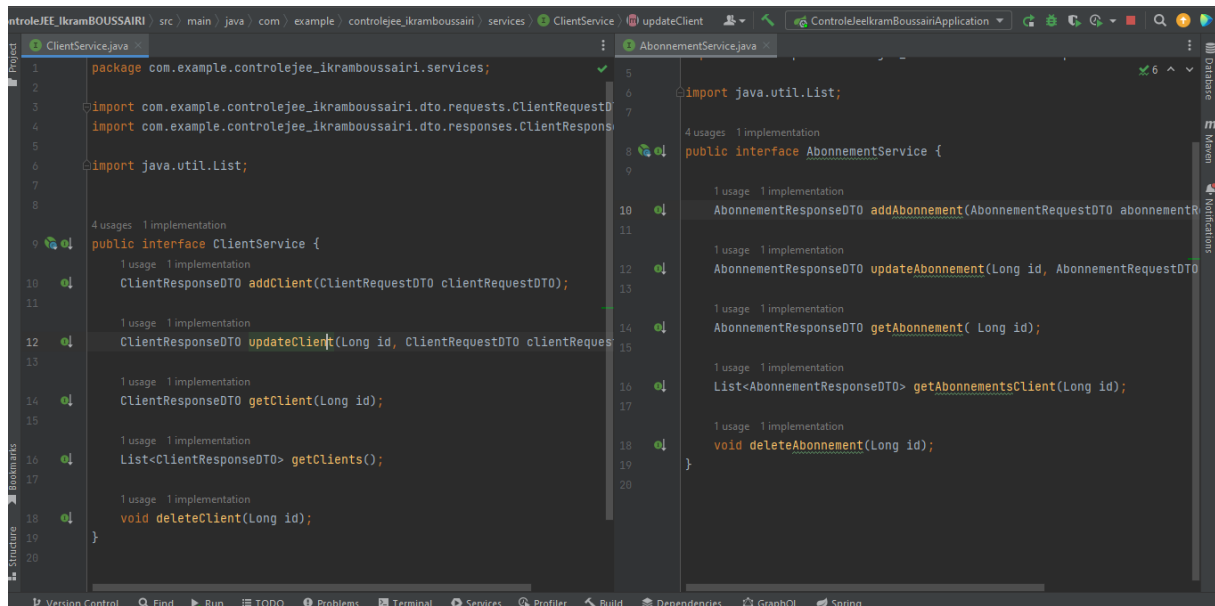 ntroleJEE_IkramBOUSSAIRI > src > main > java > com > example > controlejee_ikramboussairi > services > ClientService > updateClient ControleJeeIkramBoussairiApplication
Project
ClientService.java
1 package com.example.controlejee_ikramboussairi.services;
2
3 import com.example.controlejee_ikramboussairi.dto.requests.ClientRequestD
4 import com.example.controlejee_ikramboussairi.dto.responses.ClientRespons
5
6 import java.util.List;
7
8
4 usages 1 implementation
9 public interface ClientService {
1 usage 1 implementation
10 ClientResponseDTO addClient(ClientRequestDTO clientRequestDTO);
11
1 usage 1 implementation
12 ClientResponseDTO updateClient(Long id, ClientRequestDTO clientReques
13
1 usage 1 implementation
14 ClientResponseDTO getClient(Long id);
15
1 usage 1 implementation
16 List<ClientResponseDTO> getClients();
17
1 usage 1 implementation
18 void deleteClient(Long id);
19 }
20
AbonnementService.java
6
5
6 import java.util.List;
7
4 usages 1 implementation
8 public interface AbonnementService {
9
1 usage 1 implementation
10 AbonnementResponseDTO addAbonnement(AbonnementRequestDTO abonnementR
11
1 usage 1 implementation
12 AbonnementResponseDTO updateAbonnement(Long id, AbonnementRequestDTO
13
1 usage 1 implementation
14 AbonnementResponseDTO getAbonnement( Long id);
15
1 usage 1 implementation
16 List<AbonnementResponseDTO> getAbonnementsClient(Long id);
17
1 usage 1 implementation
18 void deleteAbonnement(Long id);
19 }
20
Database
m Maven
Notifications
Bookmarks
Structure
Version Control Find Run TODO Problems Terminal Services Profiler Build Dependencies GraphQL Spring